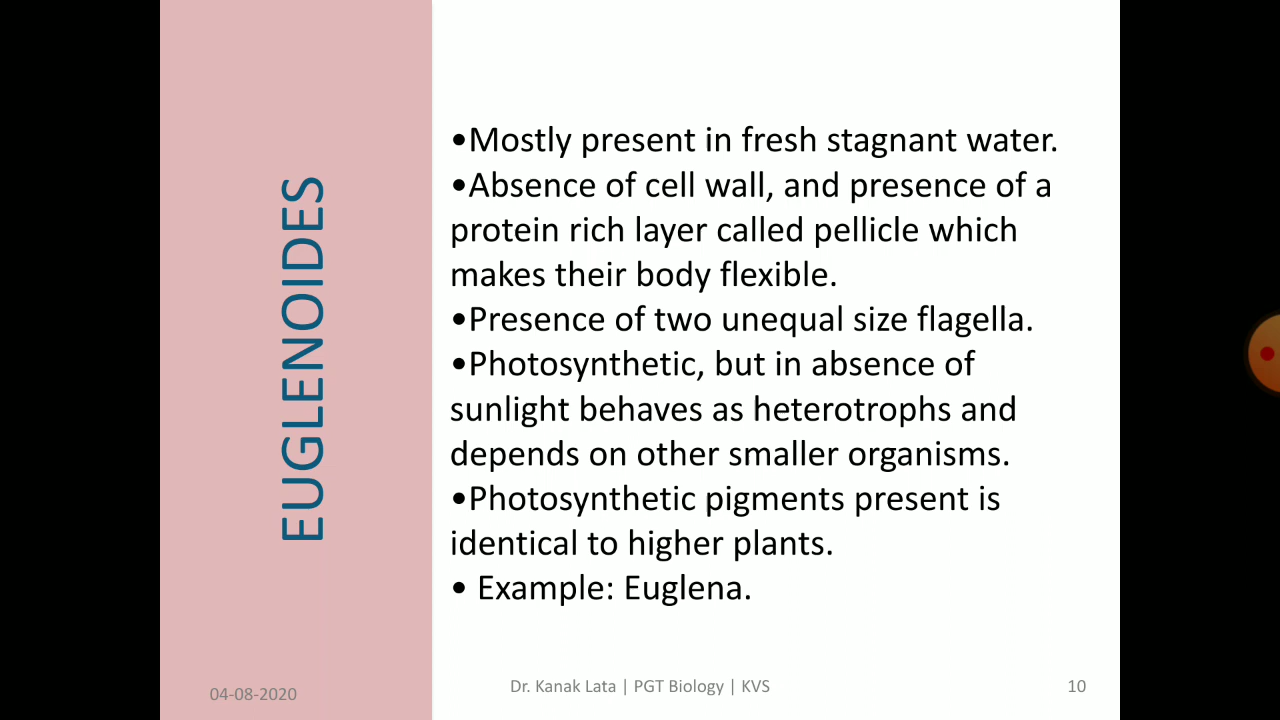 EUGLENOIDES
•Mostly present in fresh stagnant water.
•Absence of cell wall, and presence of a
protein rich layer called pellicle which
makes their body flexible.
•Presence of two unequal size flagella.
•Photosynthetic, but in absence of
sunlight behaves as heterotrophs and
depends on other smaller organisms.
•Photosynthetic pigments present is
identical to higher plants.
• Example: Euglena.
04-08-2020
Dr. Kanak Lata | PGT Biology | KVS
10